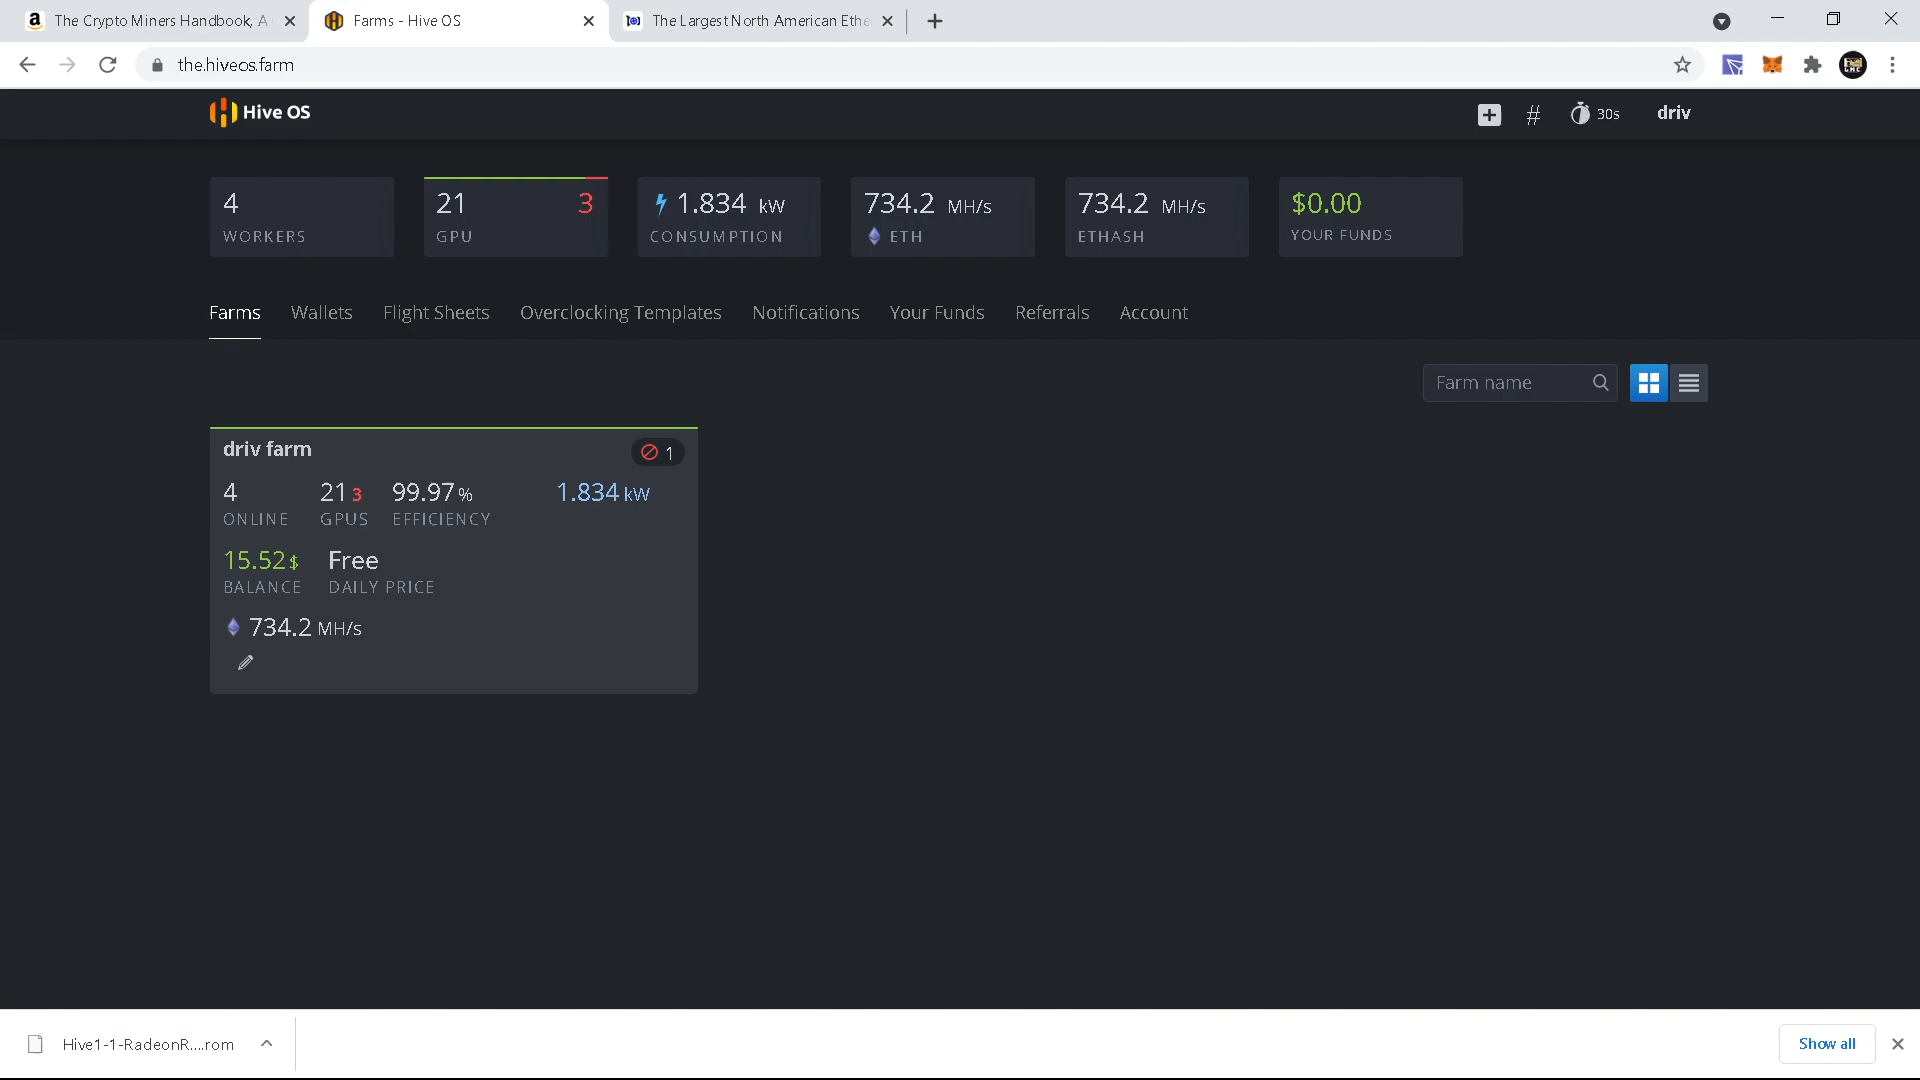 The Crypto Miners Handbook, A
Farms - Hive OS
The Largest North American Ethe
the.hiveos.farm
Hive OS
# 30s driv
4
WORKERS
21 3
GPU
1.834 kW
CONSUMPTION
734.2 MH/s
ETH
734.2 MH/s
ETHASH
$0.00
YOUR FUNDS
Farms Wallets Flight Sheets Overclocking Templates Notifications Your Funds Referrals Account
Farm name
driv farm 1
4 21 3 99.97 % 1.834 kW
ONLINE GPUS EFFICIENCY
15.52 $ Free
BALANCE DAILY PRICE
734.2 MH/s
Hive1-1-RadeonR....rom
Show all